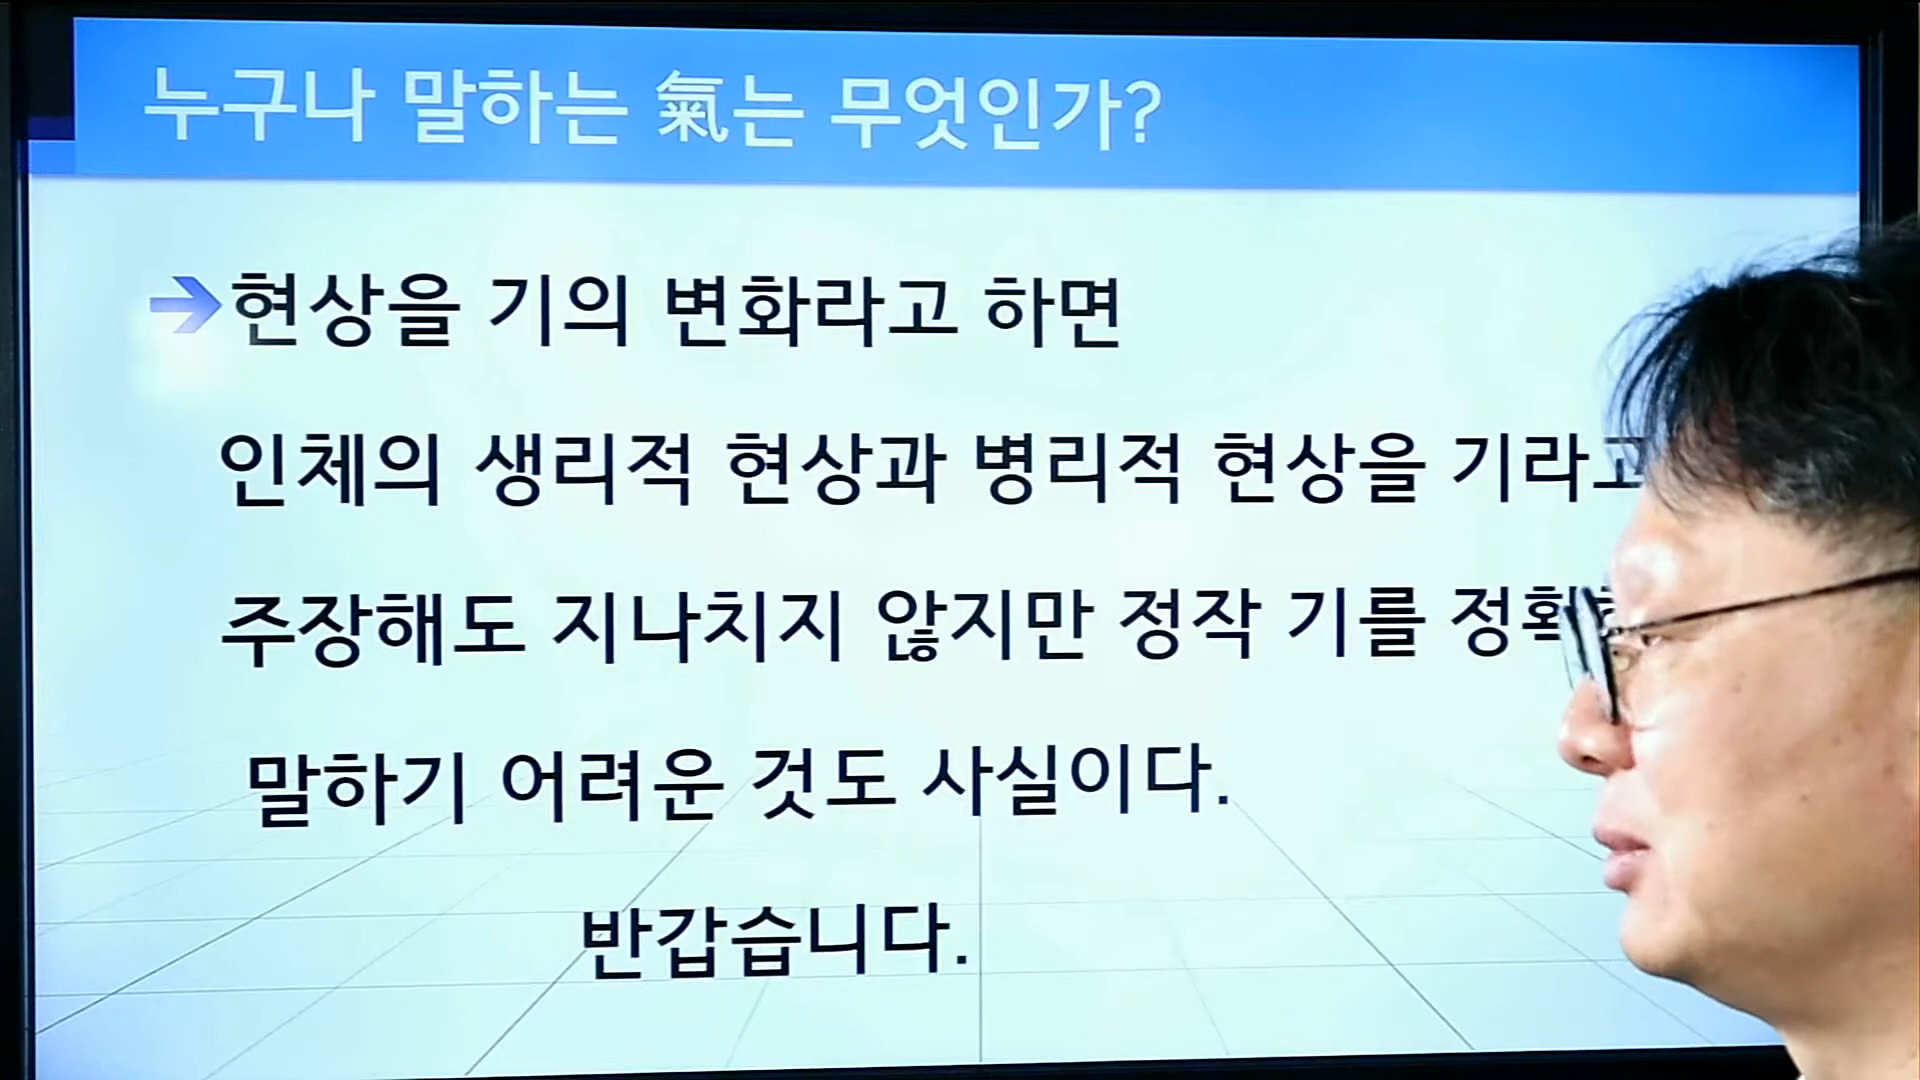 누구나 말하는 氣는 무엇인가?
현상을 기의 변화라고 하면
인체의 생리적 현상과 병리적 현상을 기라고
주장해도 지나치지 않지만 정작 기를
말하기 어려운 것도 사실이다.
반갑습니다.